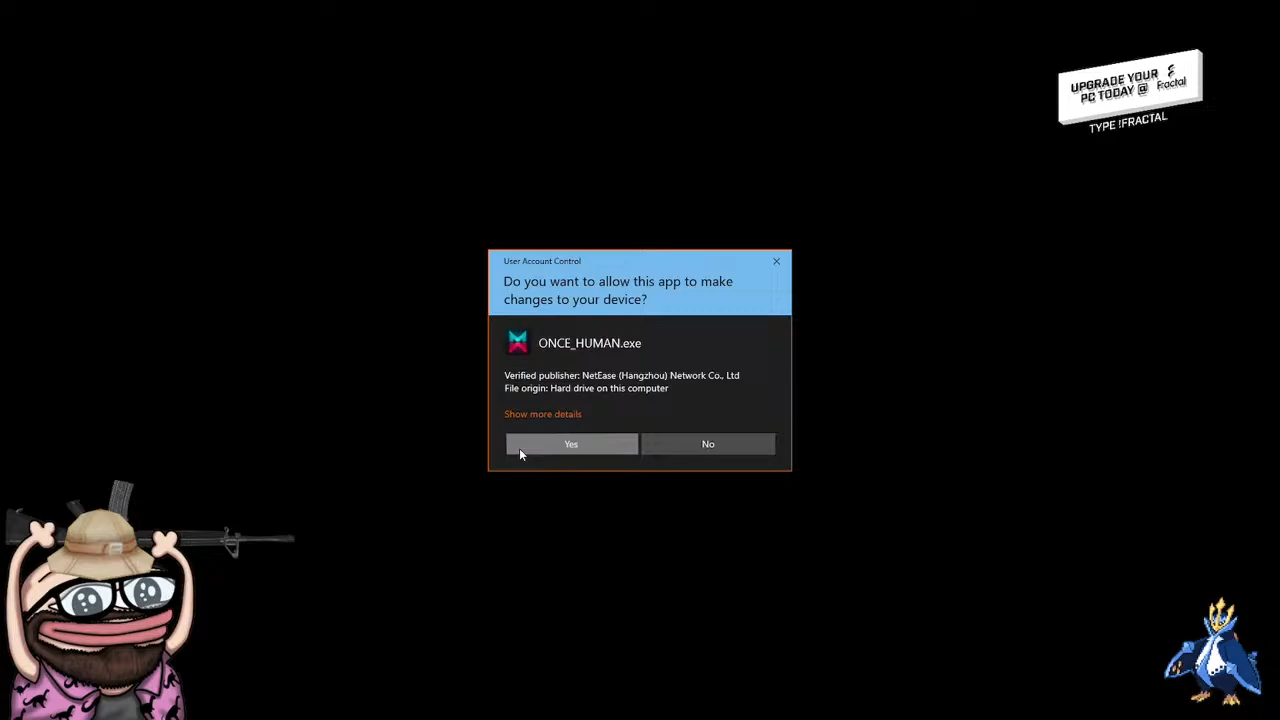 UPGRADE YOUR
PC TODAY @ Fractal
TYPE !FRACTAL
User Account Control
Do you want to allow this app to make
changes to your device?
ONCE_HUMAN.exe
Verified publisher: NetEase (Hangzhou) Network Co., Ltd
File origin: Hard drive on this computer
Show more details
Yes
No